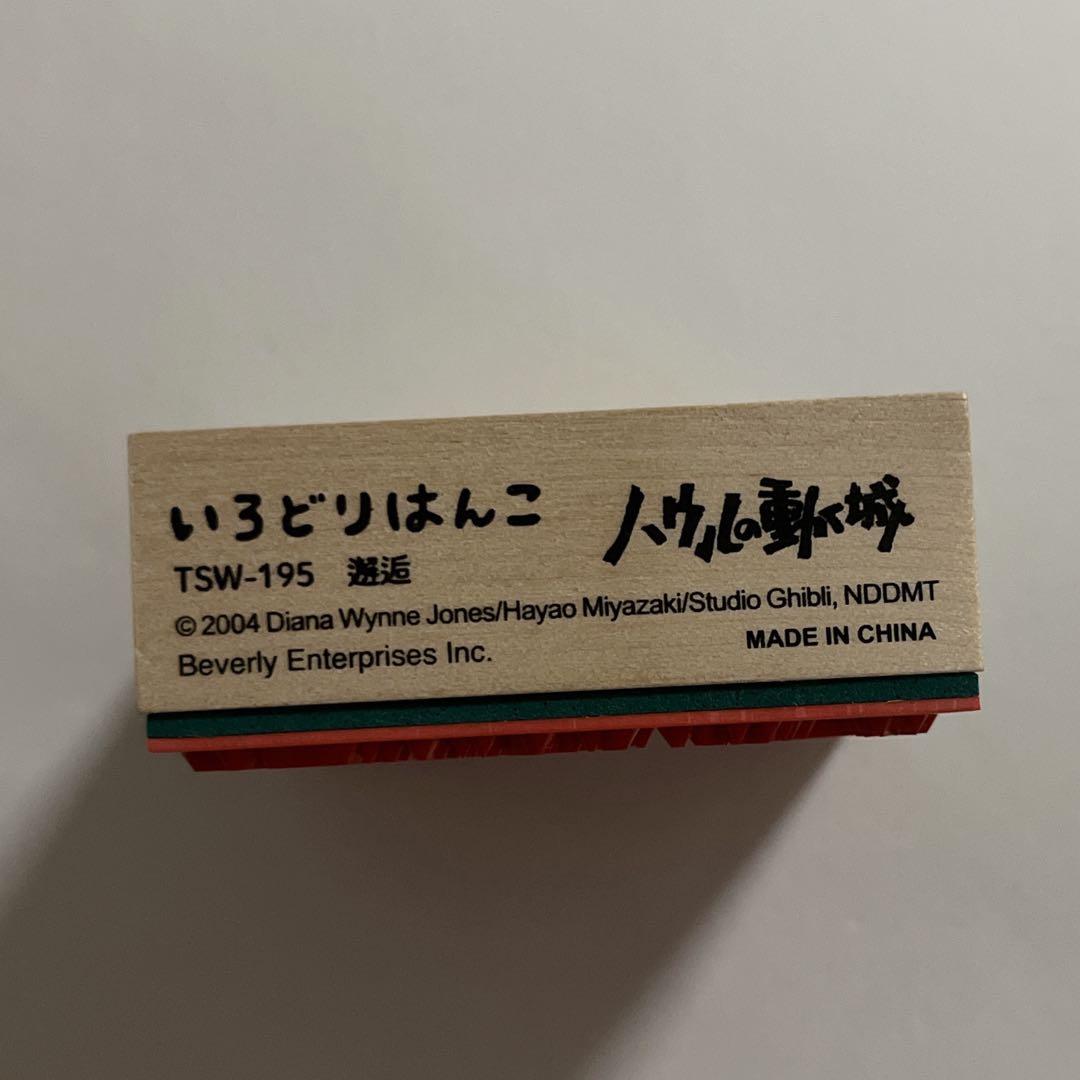 いろどりはんこ
ハウルの動く城
TSW-195 邂逅
© 2004 Diana Wynne Jones/Hayao Miyazaki/Studio Ghibli, NDDMT
Beverly Enterprises Inc.
MADE IN CHINA